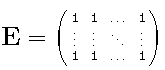 E = ( 1 1 … 1
⋮ ⋮ ⋱ ⋮
1 1 … 1 )